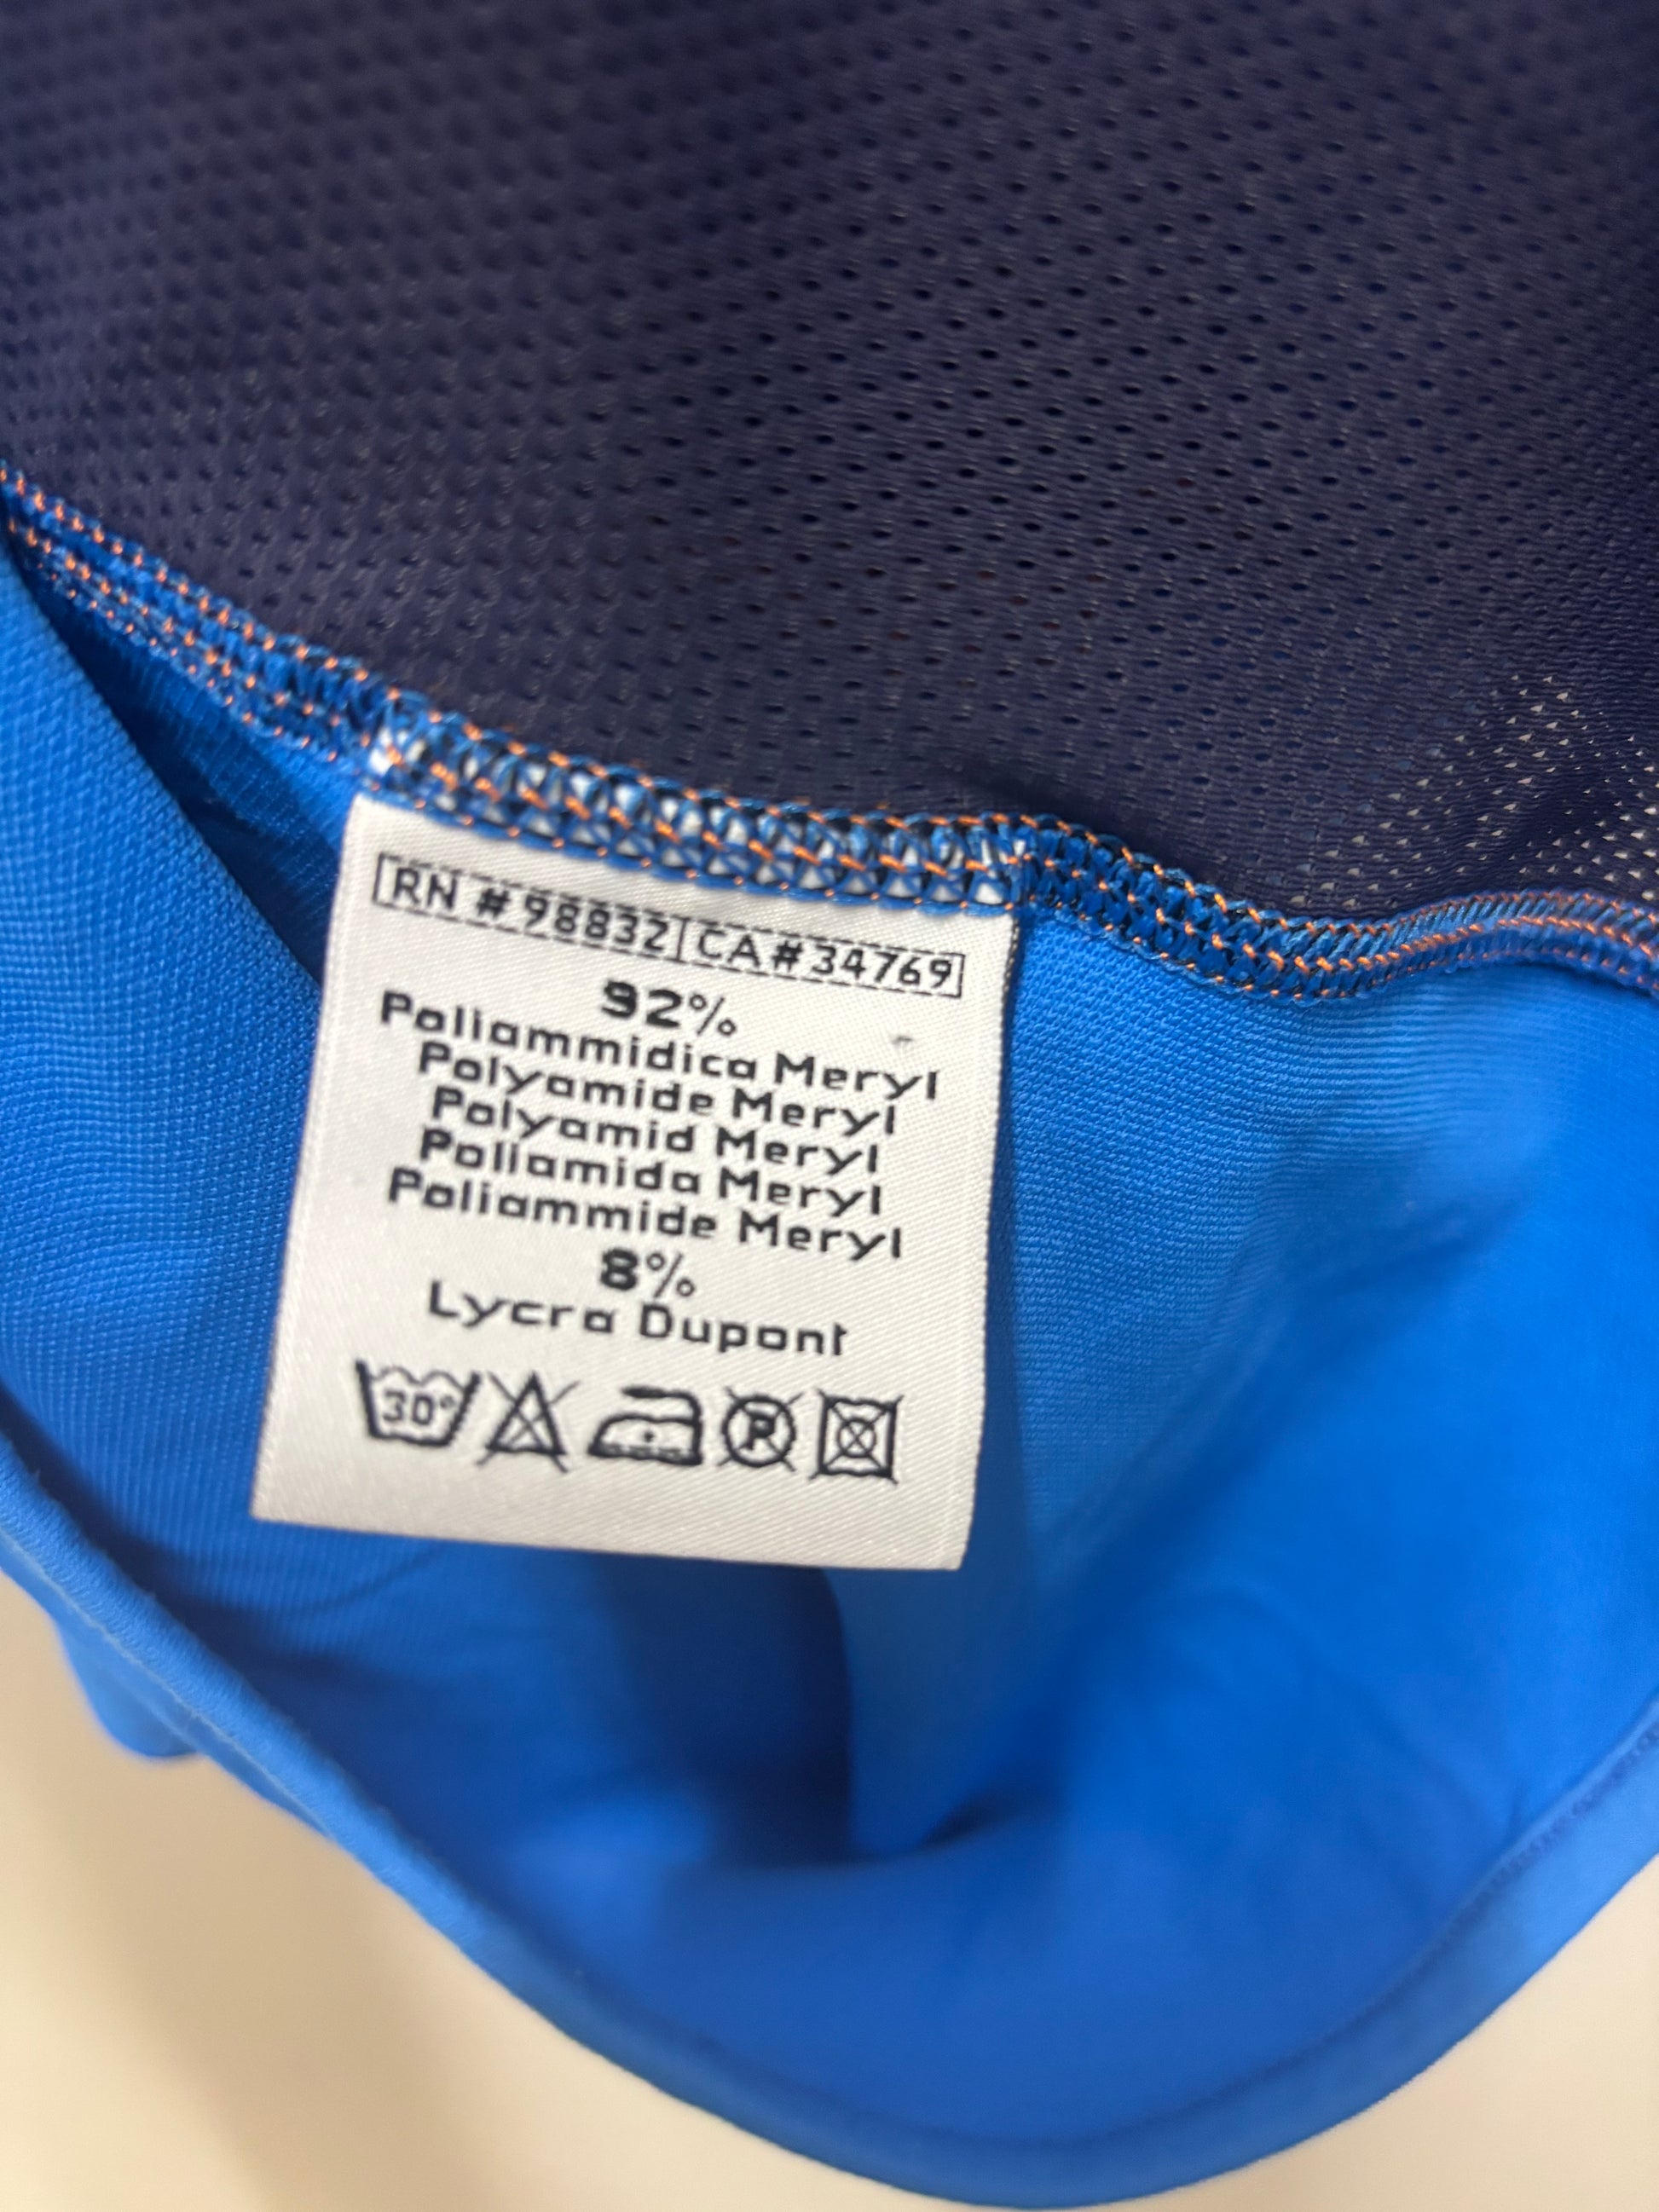 RN # 98832 CA # 34769
92%
Poliammidica Meryl
Polyamide Meryl
Polyamid Meryl
Poliamida Meryl
Poliammide Meryl
8%
Lycra Dupont
30° P